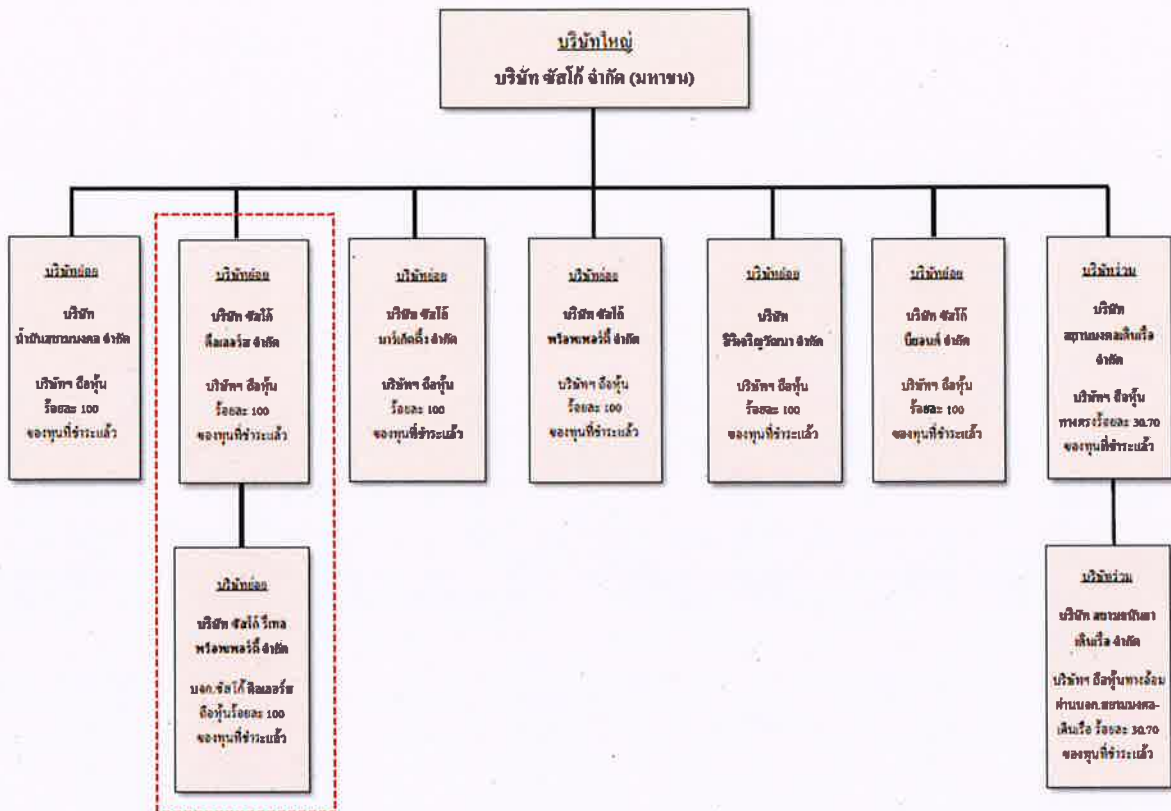 บริษัทใหญ่
บริษัท ซัสโก้ จำกัด (มหาชน)
บริษัทย่อย
บริษัท
น้ำมันสยามมงคล จำกัด
บริษัทฯ ถือหุ้น
ร้อยละ 100
ของทุนที่ชำระแล้ว
บริษัทย่อย
บริษัท ซัสโก้
ดีลเลอร์ส จำกัด
บริษัทฯ ถือหุ้น
ร้อยละ 100
ของทุนที่ชำระแล้ว
บริษัทย่อย
บริษัท ซัสโก้
มาร์เก็ตติ้ง จำกัด
บริษัทฯ ถือหุ้น
ร้อยละ 100
ของทุนที่ชำระแล้ว
บริษัทย่อย
บริษัท ซัสโก้
พร็อพเพอร์ตี้ จำกัด
บริษัทฯ ถือหุ้น
ร้อยละ 100
ของทุนที่ชำระแล้ว
บริษัทย่อย
บริษัท
จำกัด
บริษัทฯ ถือหุ้น
ร้อยละ 100
ของทุนที่ชำระแล้ว
บริษัทย่อย
บริษัท ซัสโก้
บียอนด์ จำกัด
บริษัทฯ ถือหุ้น
ร้อยละ 100
ของทุนที่ชำระแล้ว
บริษัทร่วม
บริษัท
สยามมงคลเดินเรือ
จำกัด
บริษัทฯ ถือหุ้น
ทางตรงร้อยละ 30.70
ของทุนที่ชำระแล้ว
บริษัทย่อย
บริษัท ซัสโก้ รีเทล
พร็อพเพอร์ตี้ จำกัด
บจก.ซัสโก้ ดีลเลอร์ส
ถือหุ้นร้อยละ 100
ของทุนที่ชำระแล้ว
บริษัทร่วม
บริษัท
เดินเรือ จำกัด
บริษัทฯ ถือหุ้นทางอ้อม
ผ่านบจก.สยามมงคล-
เดินเรือ ร้อยละ 30.70
ของทุนที่ชำระแล้ว